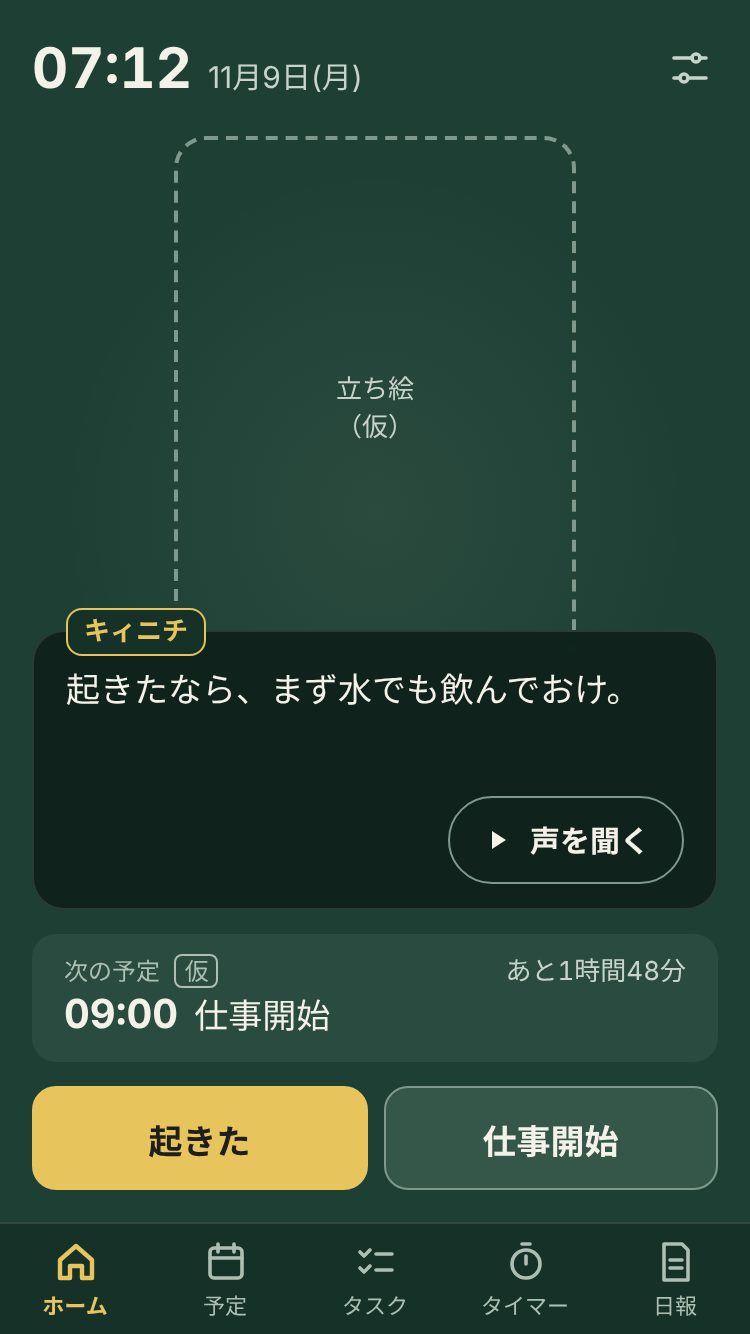 07:12 11月9日(月)
立ち絵
（仮）
キィニチ
起きたなら、まず水でも飲んでおけ。
声を聞く
次の予定 仮 あと1時間48分
09:00 仕事開始
起きた 仕事開始
ホーム 予定 タスク タイマー 日報